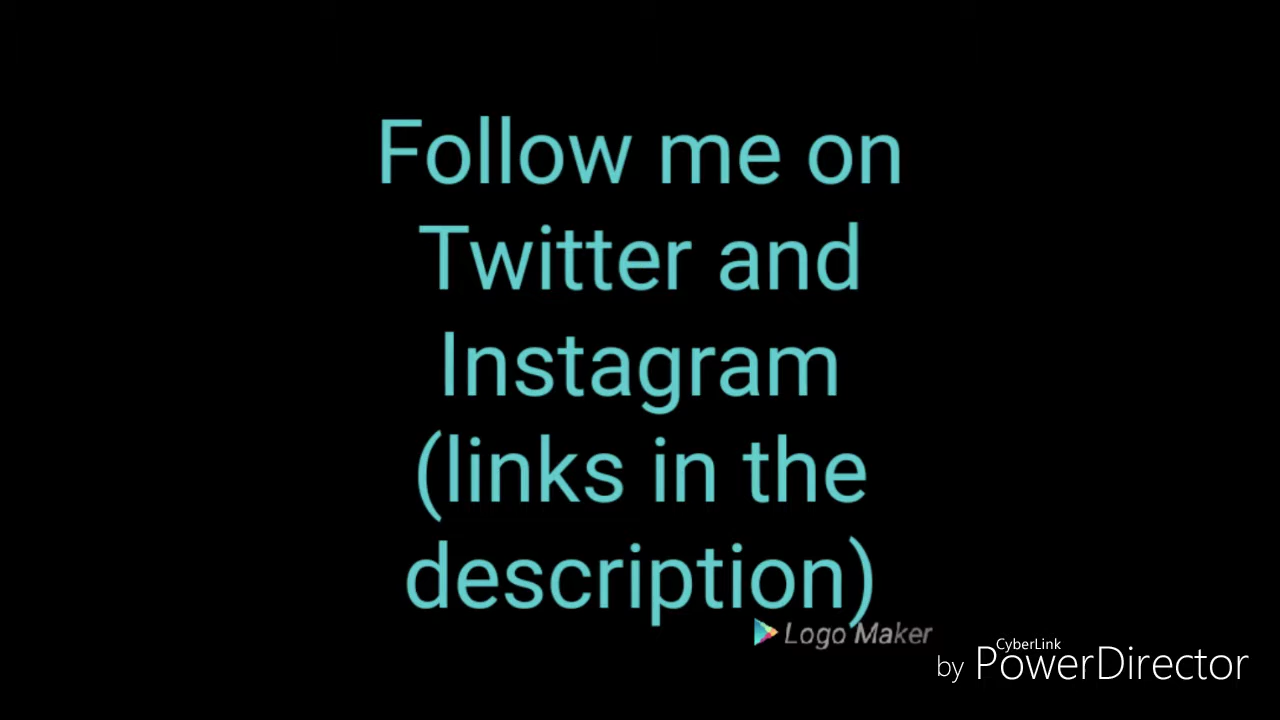 Follow me on
Twitter and
Instagram
(links in the
description)
Logo Maker
CyberLink
by PowerDirector